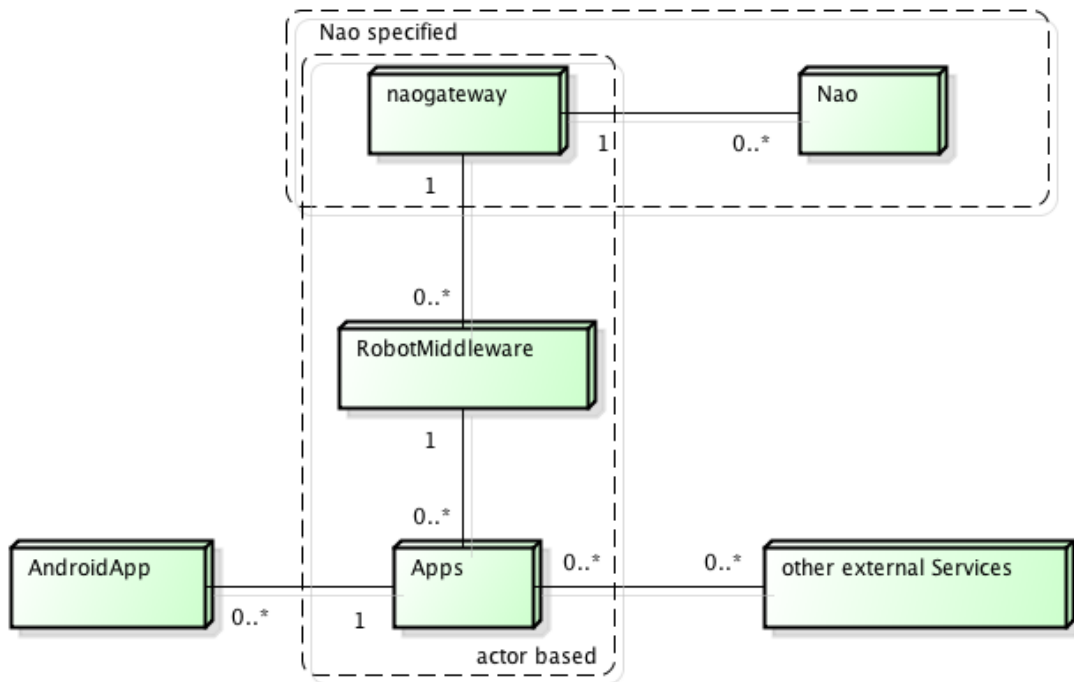 Nao specified
naogateway
Nao
1
0..*
1
0..*
RobotMiddleware
1
0..*
AndroidApp
Apps
0..*
0..*
other external Services
0..*
1
actor based